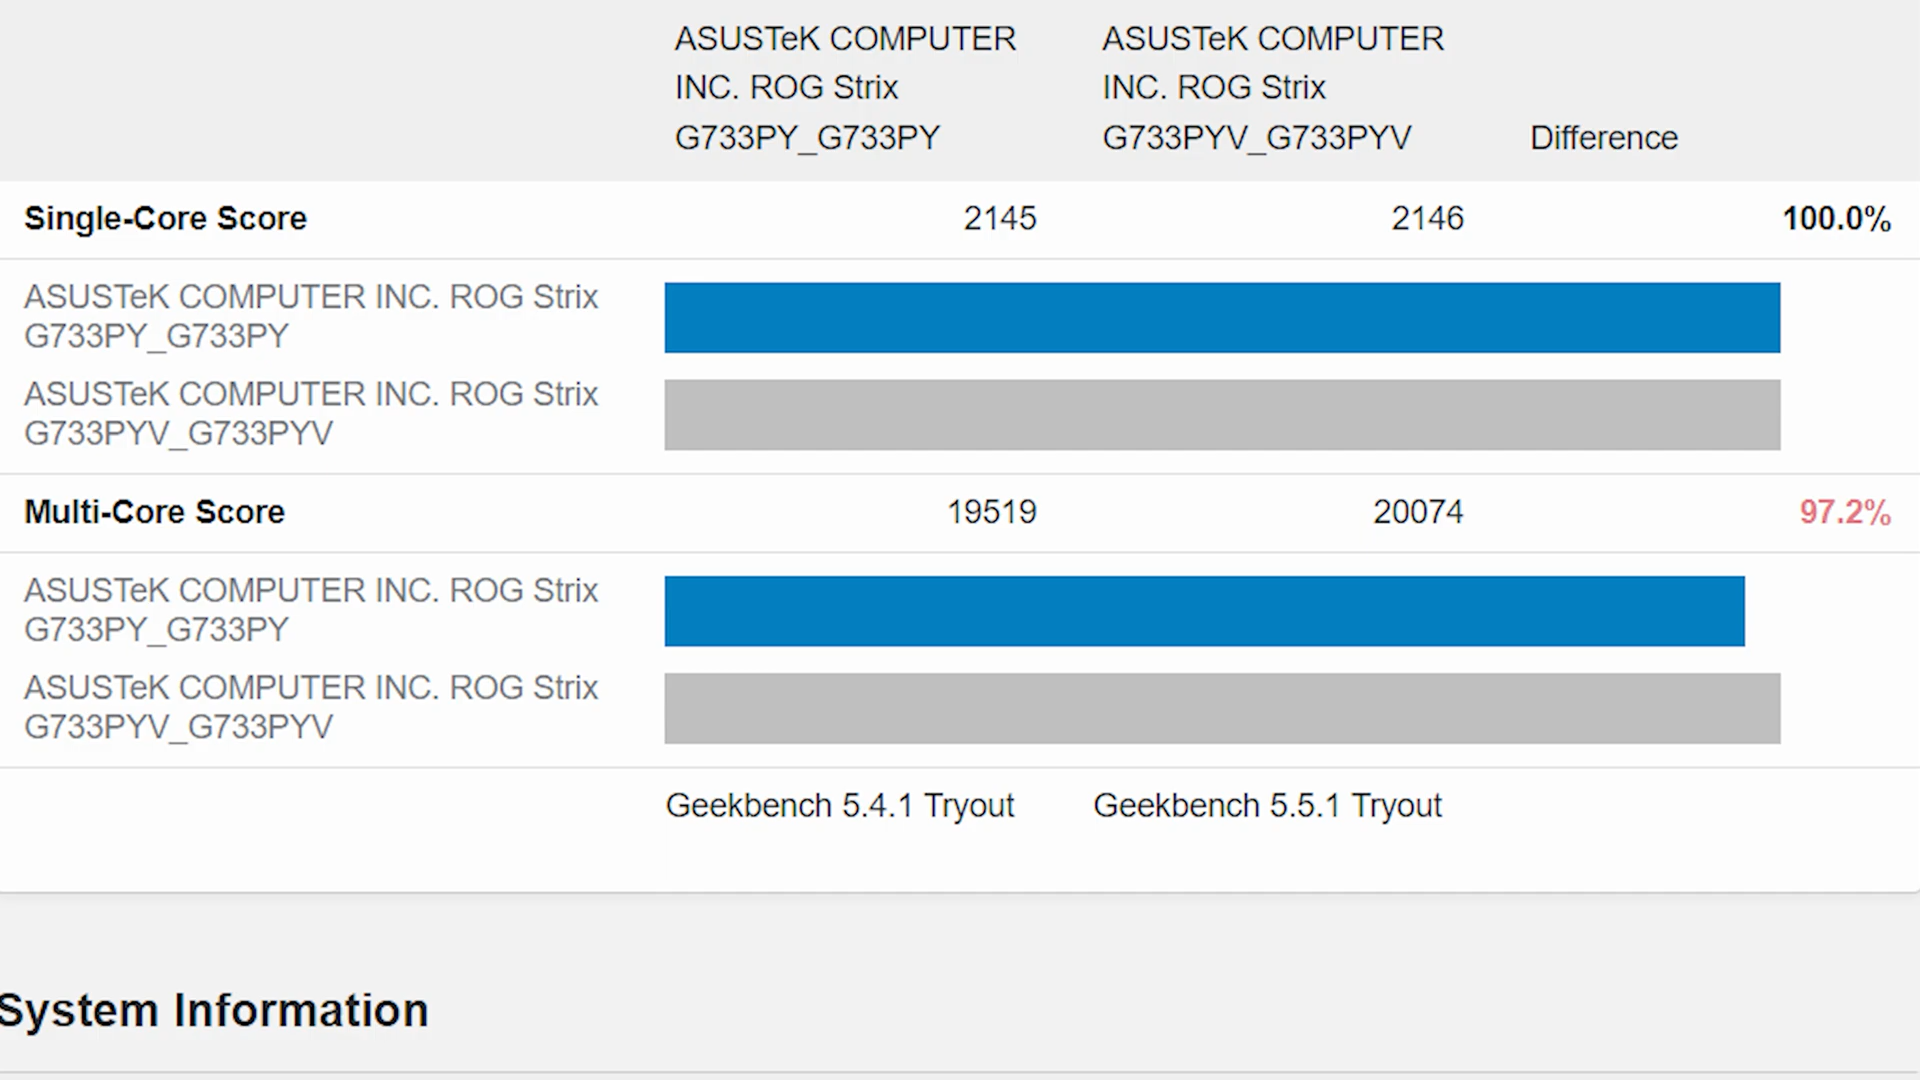 ASUSTeK COMPUTER
INC. ROG Strix
G733PY_G733PY
ASUSTeK COMPUTER
INC. ROG Strix
G733PYV_G733PYV
Difference
Single-Core Score 2145 2146 100.0%
ASUSTeK COMPUTER INC. ROG Strix
G733PY_G733PY
ASUSTeK COMPUTER INC. ROG Strix
G733PYV_G733PYV
Multi-Core Score 19519 20074 97.2%
ASUSTeK COMPUTER INC. ROG Strix
G733PY_G733PY
ASUSTeK COMPUTER INC. ROG Strix
G733PYV_G733PYV
Geekbench 5.4.1 Tryout Geekbench 5.5.1 Tryout
System Information